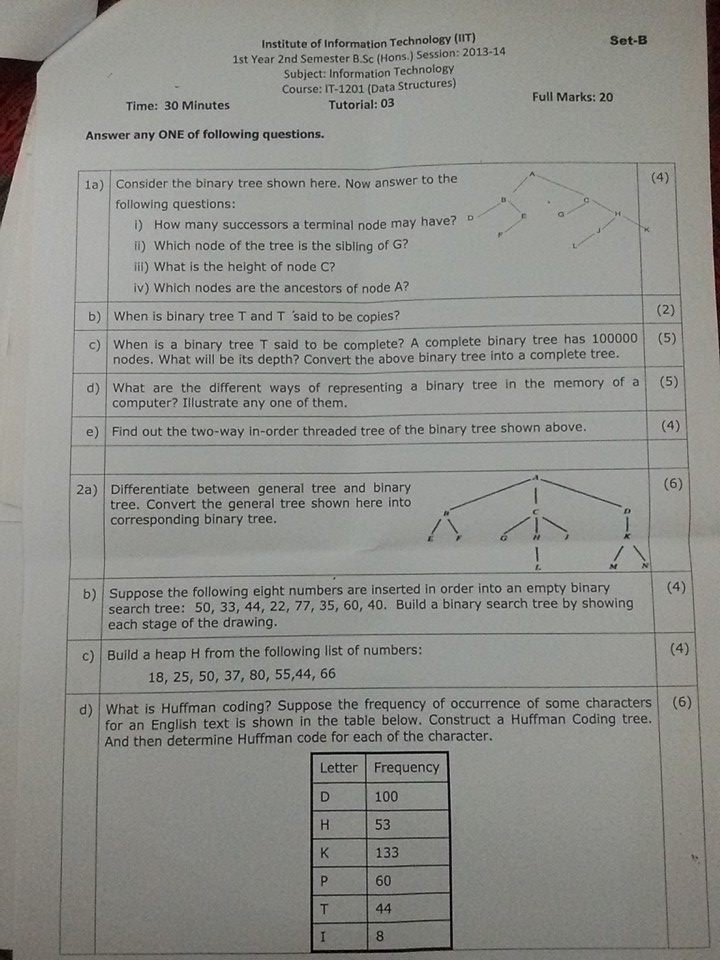 Institute of Information Technology (IIT)
Set-B
1st Year 2nd Semester B.Sc (Hons.) Session: 2013-14
Subject: Information Technology
Course: IT-1201 (Data Structures)
Time: 30 Minutes
Tutorial: 03
Full Marks: 20
Answer any ONE of following questions.
1a) Consider the binary tree shown here. Now answer to the (4)
following questions:
i) How many successors a terminal node may have?
ii) Which node of the tree is the sibling of G?
iii) What is the height of node C?
iv) Which nodes are the ancestors of node A?
A
B C
D E G H
F J K
L
b) When is binary tree T and T 'said to be copies? (2)
c) When is a binary tree T said to be complete? A complete binary tree has 100000 (5)
nodes. What will be its depth? Convert the above binary tree into a complete tree.
d) What are the different ways of representing a binary tree in the memory of a (5)
computer? Illustrate any one of them.
e) Find out the two-way in-order threaded tree of the binary tree shown above. (4)
2a) Differentiate between general tree and binary (6)
tree. Convert the general tree shown here into
corresponding binary tree.
A
B C D
E F G H J K
L M N
b) Suppose the following eight numbers are inserted in order into an empty binary (4)
search tree: 50, 33, 44, 22, 77, 35, 60, 40. Build a binary search tree by showing
each stage of the drawing.
c) Build a heap H from the following list of numbers: (4)
18, 25, 50, 37, 80, 55,44, 66
d) What is Huffman coding? Suppose the frequency of occurrence of some characters (6)
for an English text is shown in the table below. Construct a Huffman Coding tree.
And then determine Huffman code for each of the character.
Letter Frequency
D 100
H 53
K 133
P 60
T 44
I 8